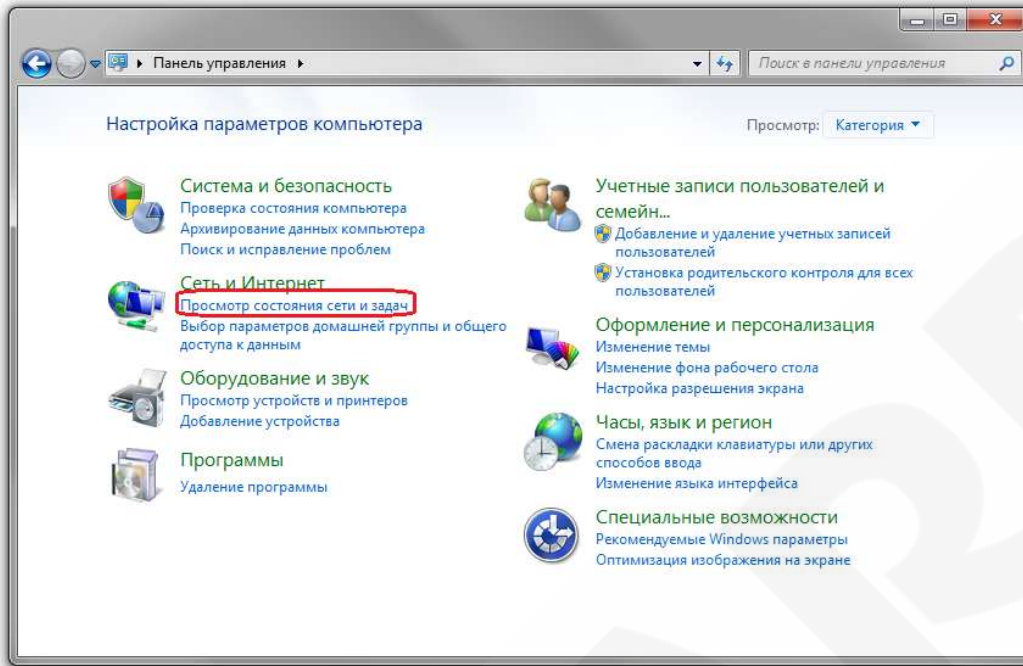 Панель управления
Поиск в панели управления
Настройка параметров компьютера
Просмотр: Категория
Система и безопасность
Проверка состояния компьютера
Архивирование данных компьютера
Поиск и исправление проблем
Сеть и Интернет
Просмотр состояния сети и задач
Выбор параметров домашней группы и общего
доступа к данным
Оборудование и звук
Просмотр устройств и принтеров
Добавление устройства
Программы
Удаление программы
Учетные записи пользователей и
семейн...
Добавление и удаление учетных записей
пользователей
Установка родительского контроля для всех
пользователей
Оформление и персонализация
Изменение темы
Изменение фона рабочего стола
Настройка разрешения экрана
Часы, язык и регион
Смена раскладки клавиатуры или других
способов ввода
Изменение языка интерфейса
Специальные возможности
Рекомендуемые Windows параметры
Оптимизация изображения на экране